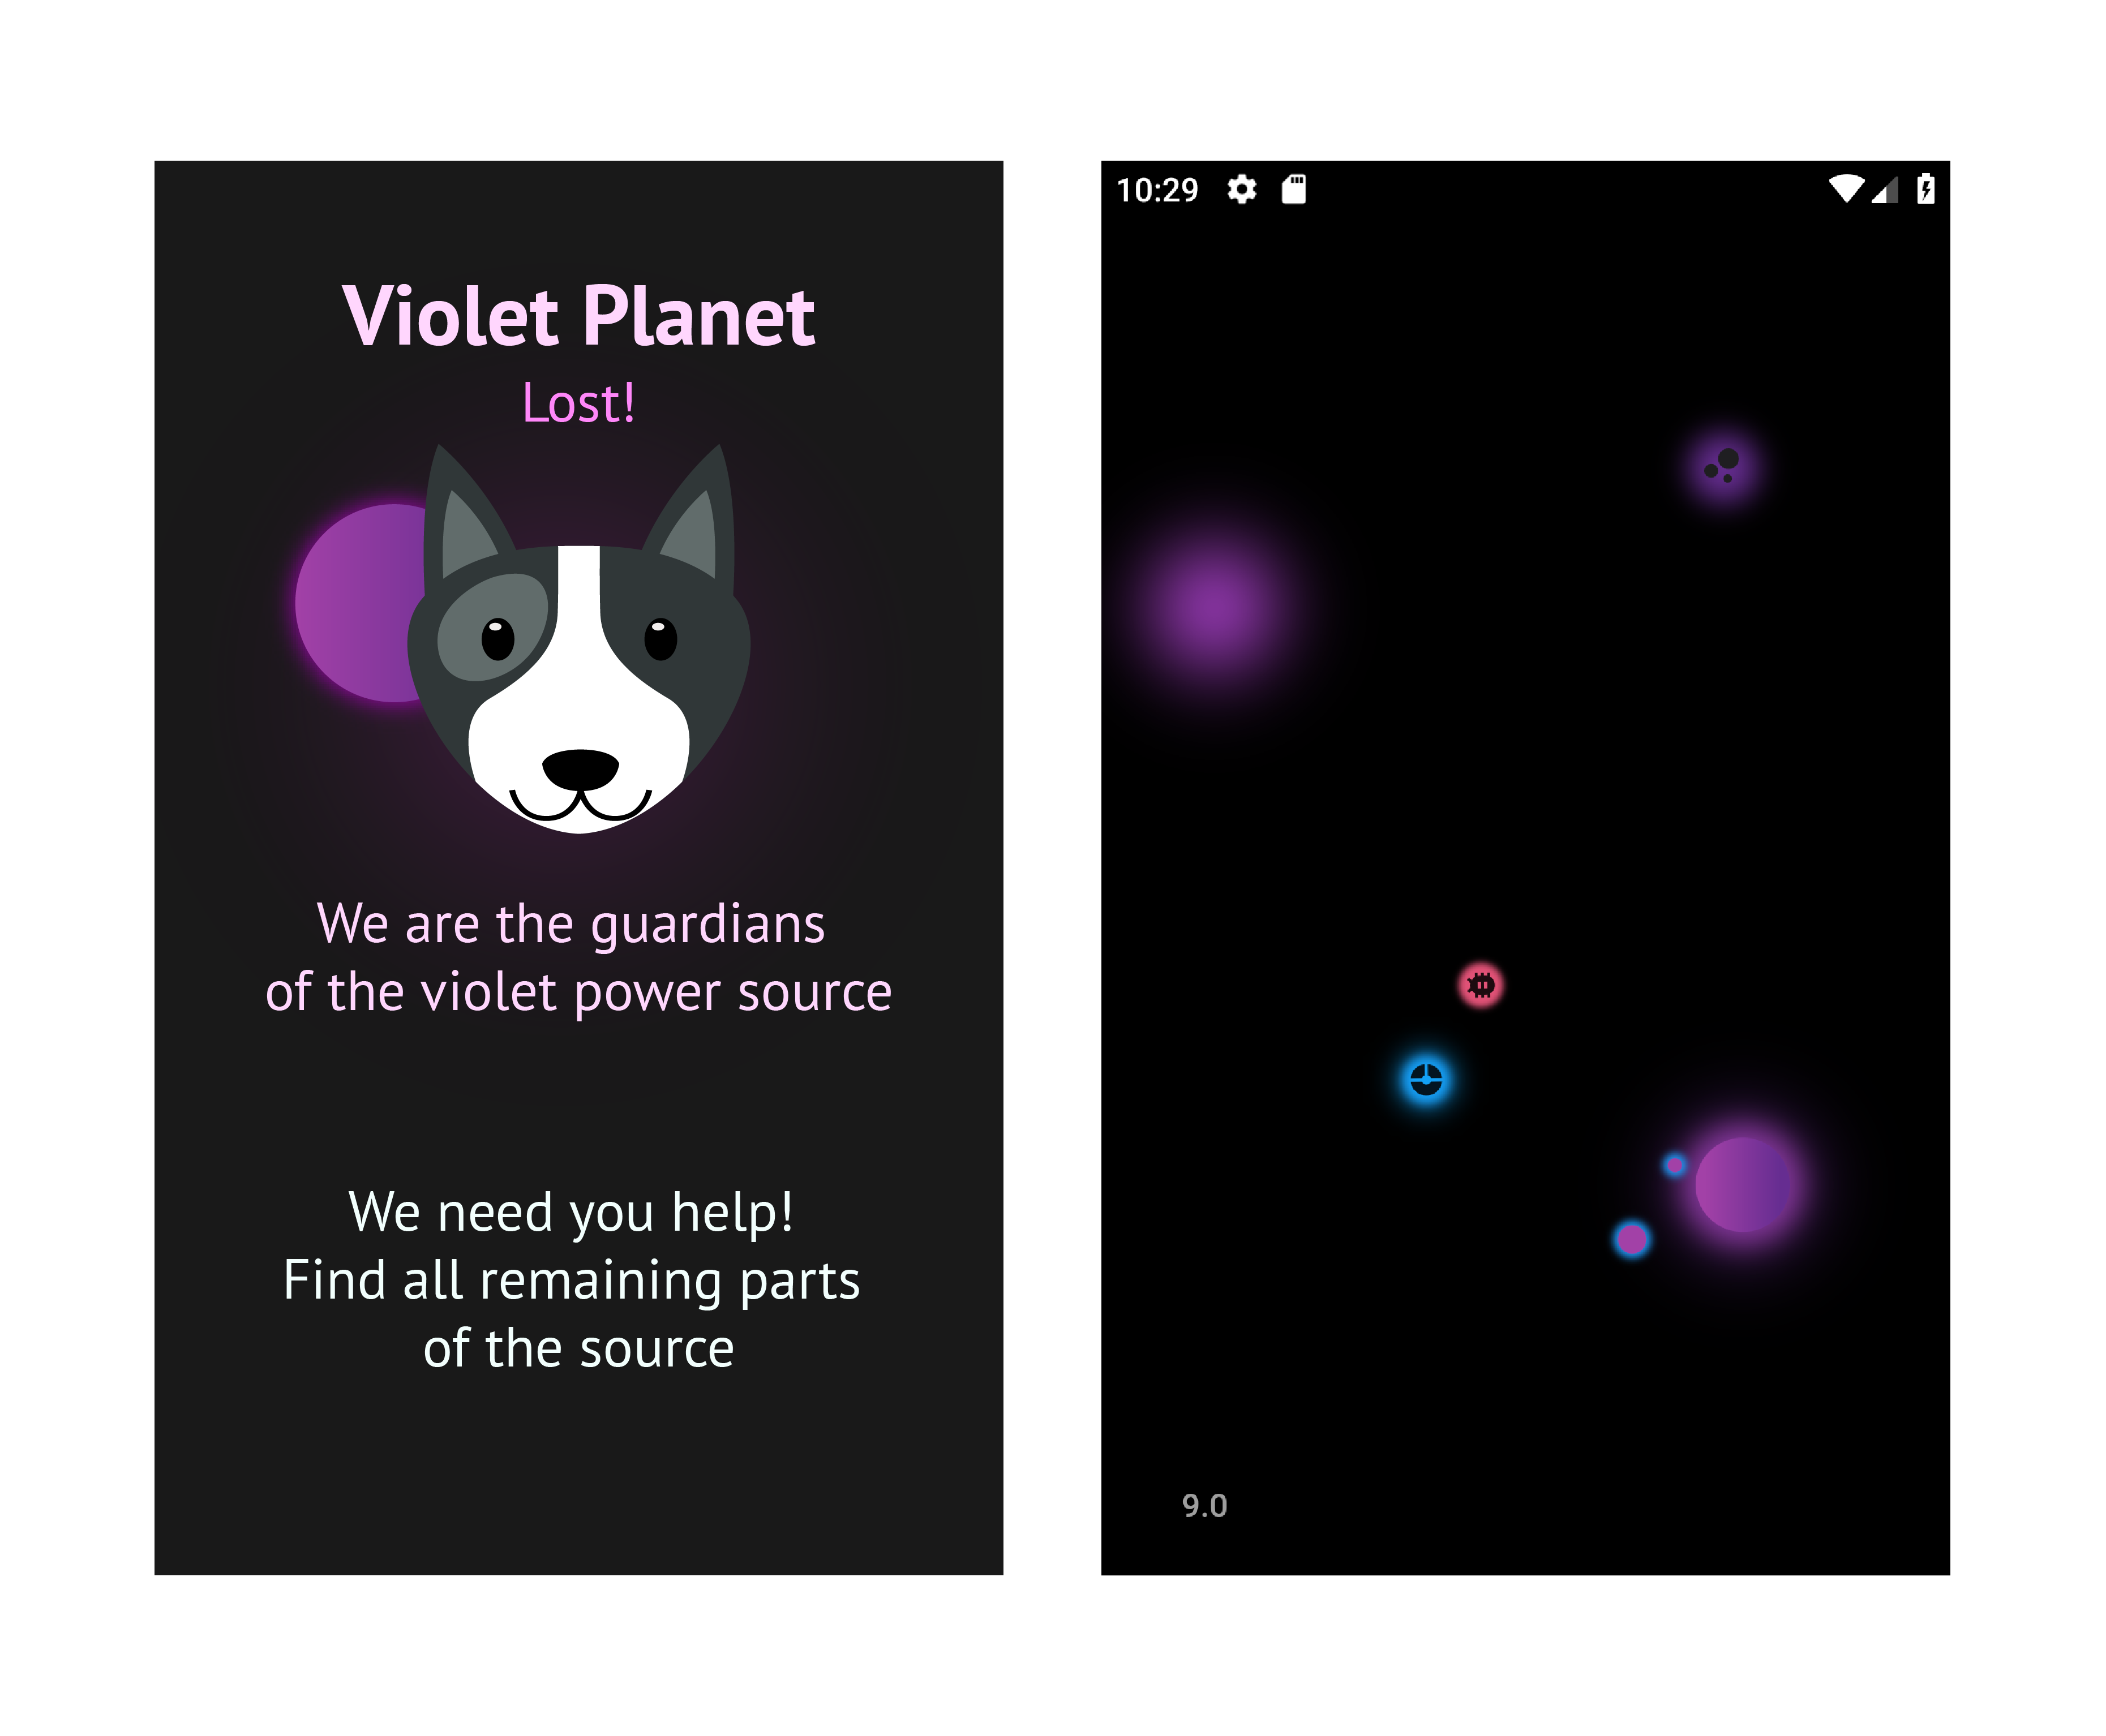 Violet Planet
Lost!
We are the guardians
of the violet power source
We need you help!
Find all remaining parts
of the source
10:29
9.0